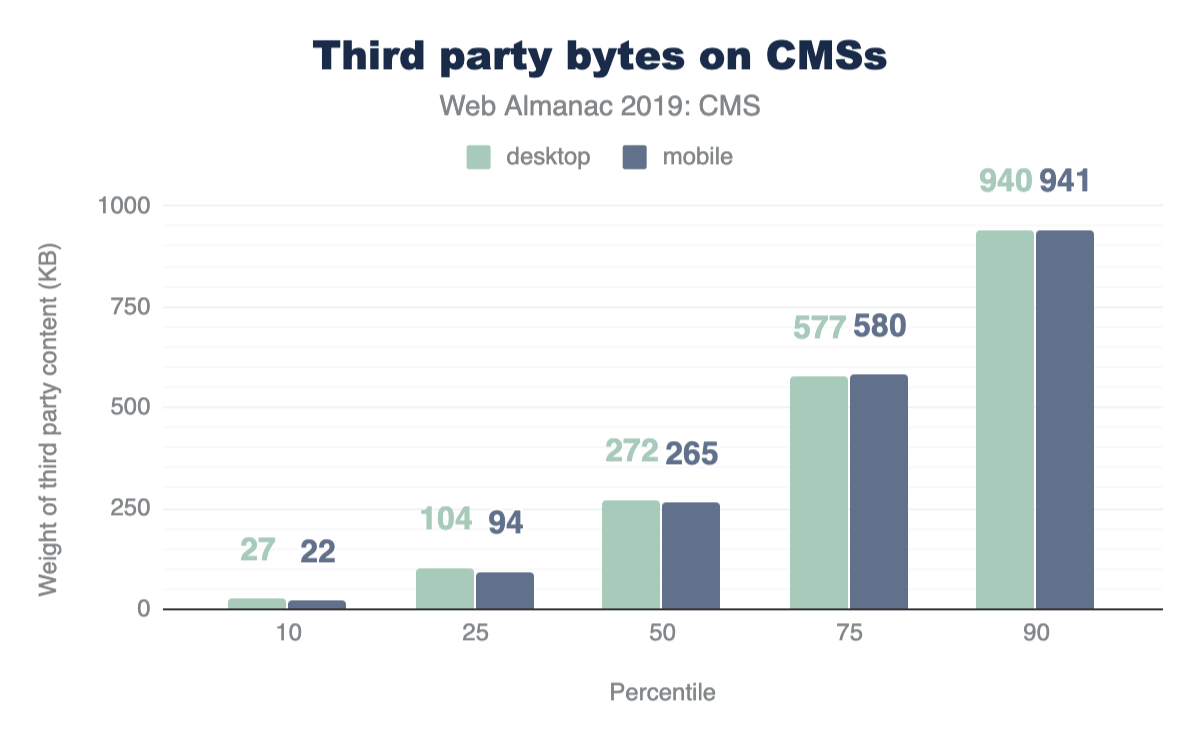 Third party bytes on CMSs
Web Almanac 2019: CMS
desktop mobile
Weight of third party content (KB)
1000
750
500
250
0
27 22
104 94
272 265
577 580
940 941
10 25 50 75 90
Percentile